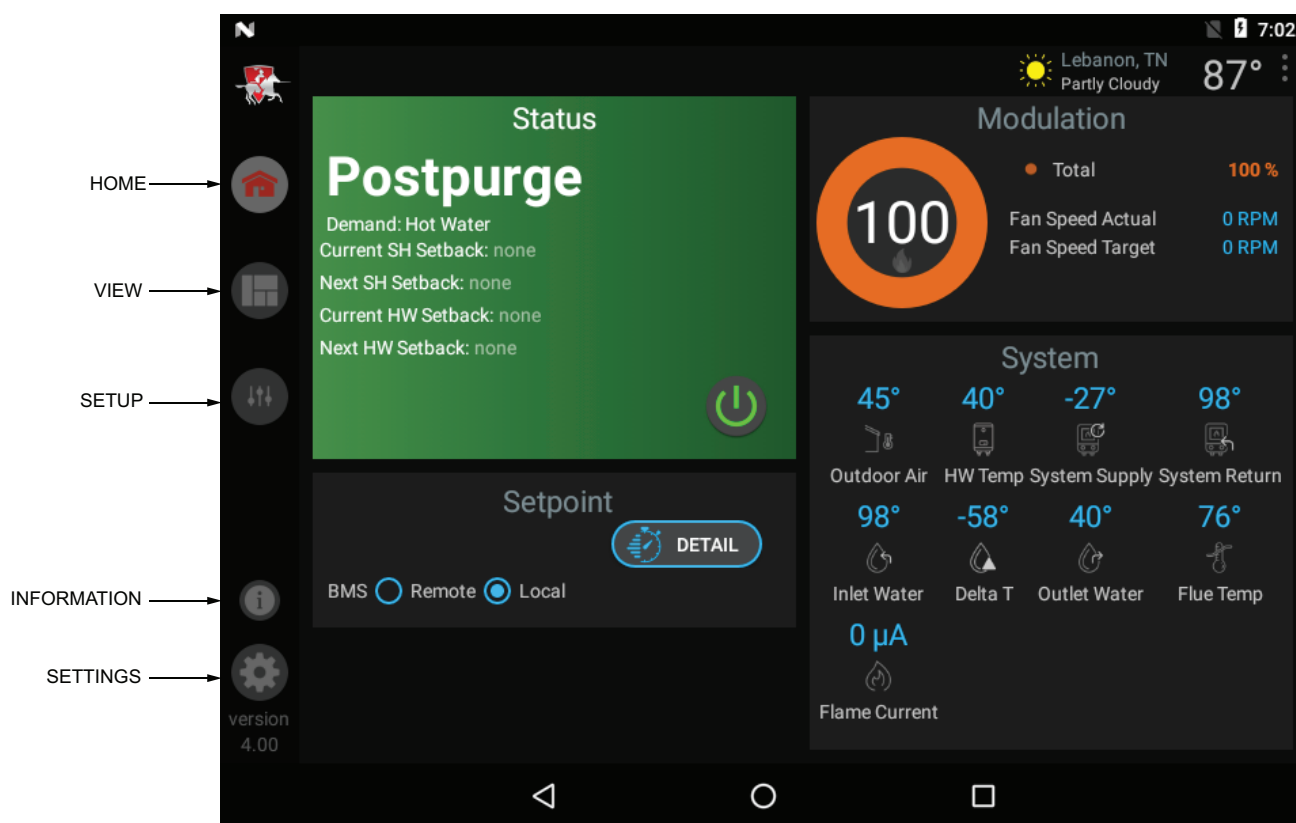 7:02
Lebanon, TN
Partly Cloudy
87°
HOME
VIEW
SETUP
INFORMATION
SETTINGS
version
4.00
Status
Postpurge
Demand: Hot Water
Current SH Setback: none
Next SH Setback: none
Current HW Setback: none
Next HW Setback: none
Setpoint
DETAIL
BMS Remote Local
Modulation
100
Total 100 %
Fan Speed Actual 0 RPM
Fan Speed Target 0 RPM
System
45° 40° -27° 98°
Outdoor Air HW Temp System Supply System Return
98° -58° 40° 76°
Inlet Water Delta T Outlet Water Flue Temp
0 µA
Flame Current